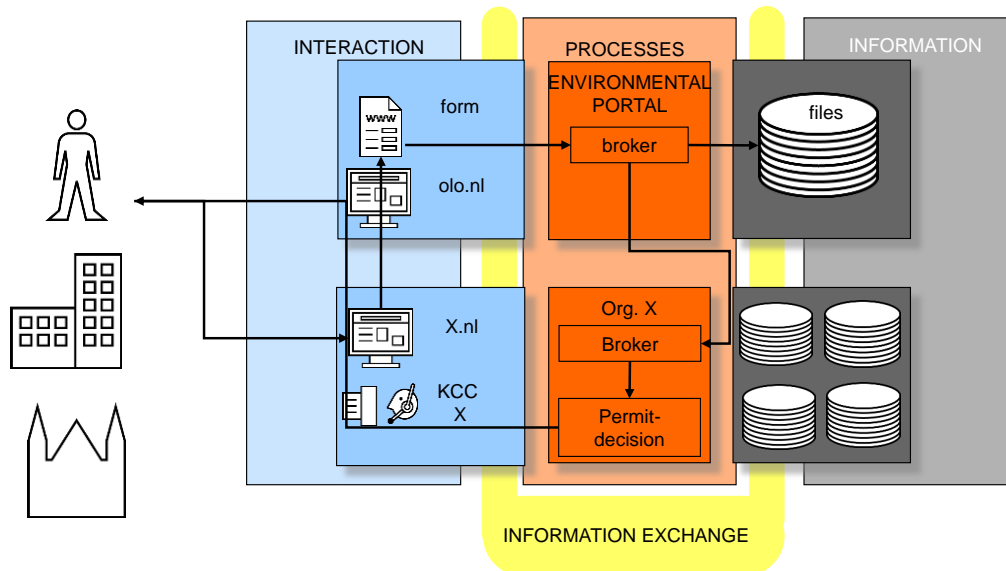 INTERACTION
PROCESSES
INFORMATION
form
www
olo.nl
ENVIRONMENTAL
PORTAL
broker
files
X.nl
KCC
X
Org. X
Broker
Permit-
decision
INFORMATION EXCHANGE